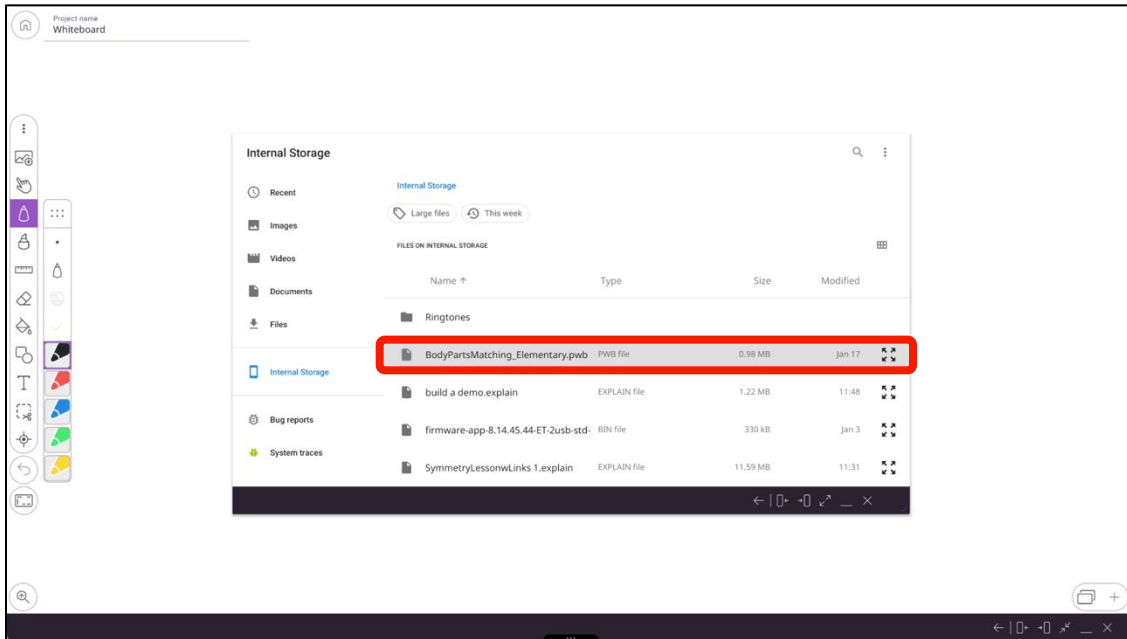 Project name
Whiteboard
Internal Storage
Recent
Images
Videos
Documents
Files
Internal Storage
Bug reports
System traces
Internal Storage
Large files
This week
FILES ON INTERNAL STORAGE
Name ↑ Type Size Modified
Ringtones
BodyPartsMatching_Elementary.pwb PWB file 0.98 MB Jan 17
build a demo.explain EXPLAIN file 1.22 MB 11:48
firmware-app-8.14.45.44-ET-2usb-std- BIN file 330 kB Jan 3
SymmetryLessonwLinks 1.explain EXPLAIN file 11.59 MB 11:31